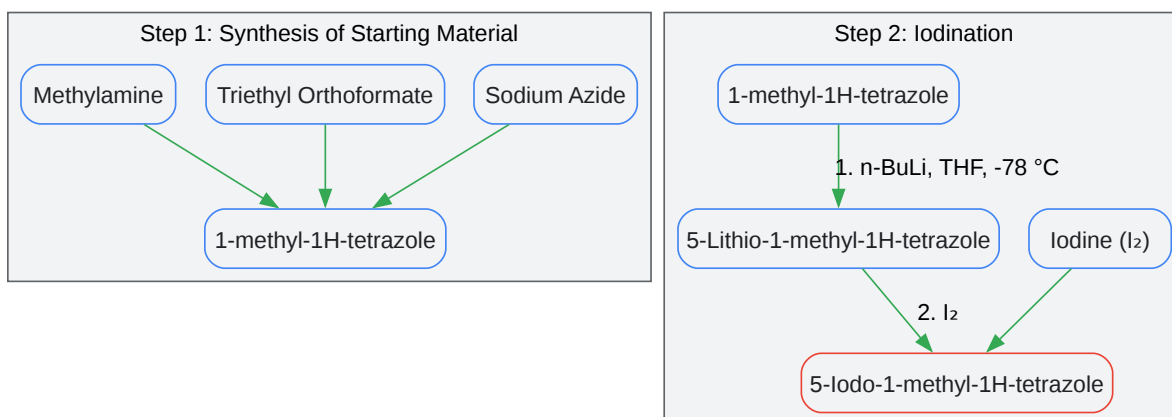 Step 1: Synthesis of Starting Material
Methylamine
Triethyl Orthoformate
Sodium Azide
1-methyl-1H-tetrazole
Step 2: Iodination
1-methyl-1H-tetrazole
1. n-BuLi, THF, -78 °C
5-Lithio-1-methyl-1H-tetrazole
Iodine (I₂)
2. I₂
5-Iodo-1-methyl-1H-tetrazole